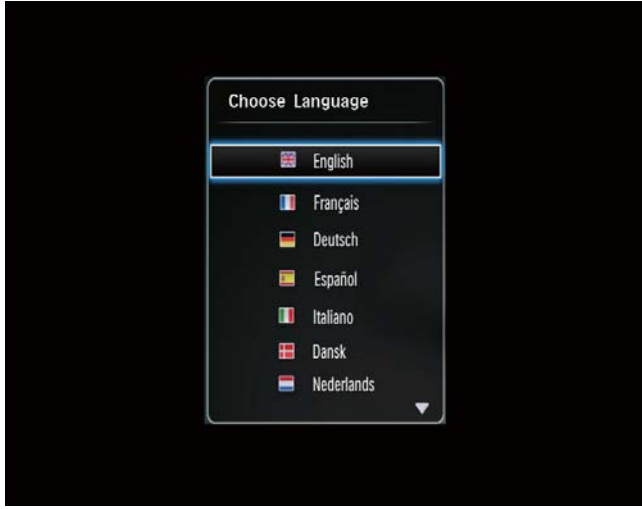 Choose Language
English
Français
Deutsch
Español
Italiano
Dansk
Nederlands